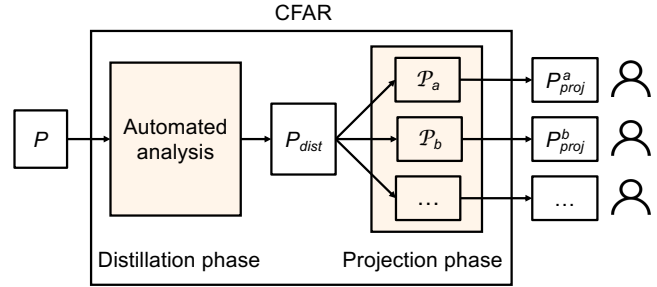 CFAR
P
Automated
analysis
P_dist
𝒫_a
𝒫_b
...
P^a_proj
P^b_proj
...
Distillation phase
Projection phase